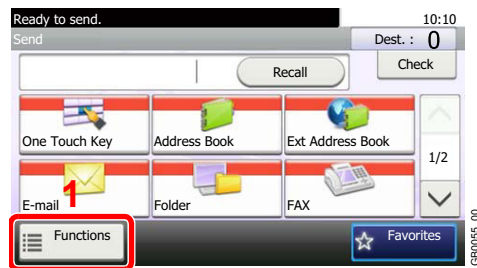 Ready to send.
10:10
Send
Dest. : 0
Recall
Check
One Touch Key
Address Book
Ext Address Book
1/2
E-mail
1
Folder
FAX
Functions
Favorites
GB0055_00